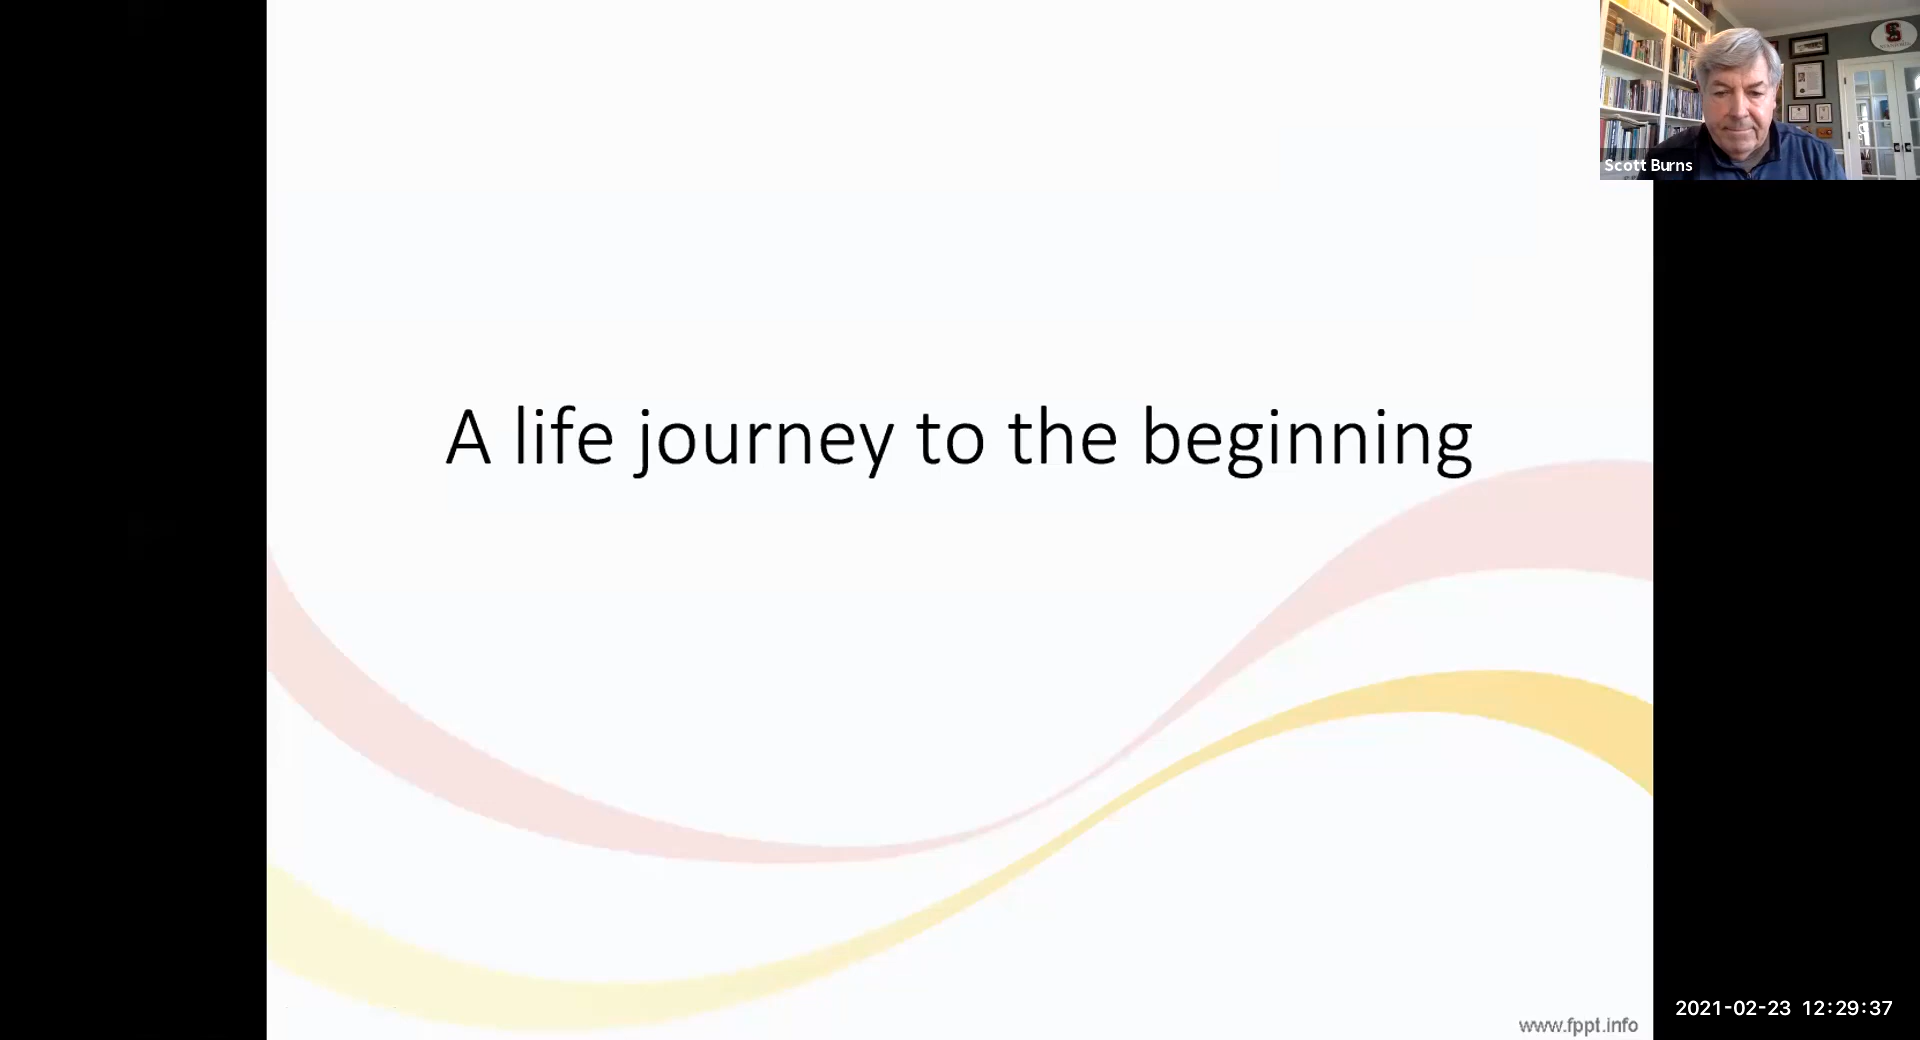 Scott Burns
A life journey to the beginning
www.fppt.info
2021-02-23 12:29:37